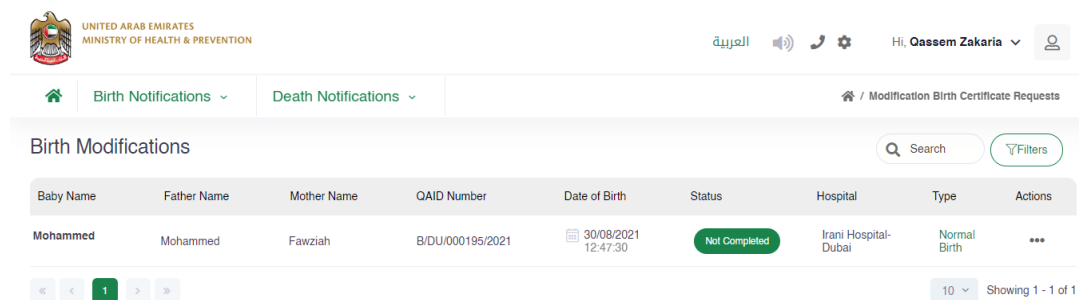 UNITED ARAB EMIRATES
MINISTRY OF HEALTH & PREVENTION
العربية
Hi, Qassem Zakaria
Birth Notifications
Death Notifications
/ Modification Birth Certificate Requests
Birth Modifications
Search
Filters
Baby Name Father Name Mother Name QAID Number Date of Birth Status Hospital Type Actions
Mohammed Mohammed Fawziah B/DU/000195/2021 30/08/2021 Not Completed Irani Hospital- Normal •••
12:47:30 Dubai Birth
« ‹ 1 › » 10 Showing 1 - 1 of 1